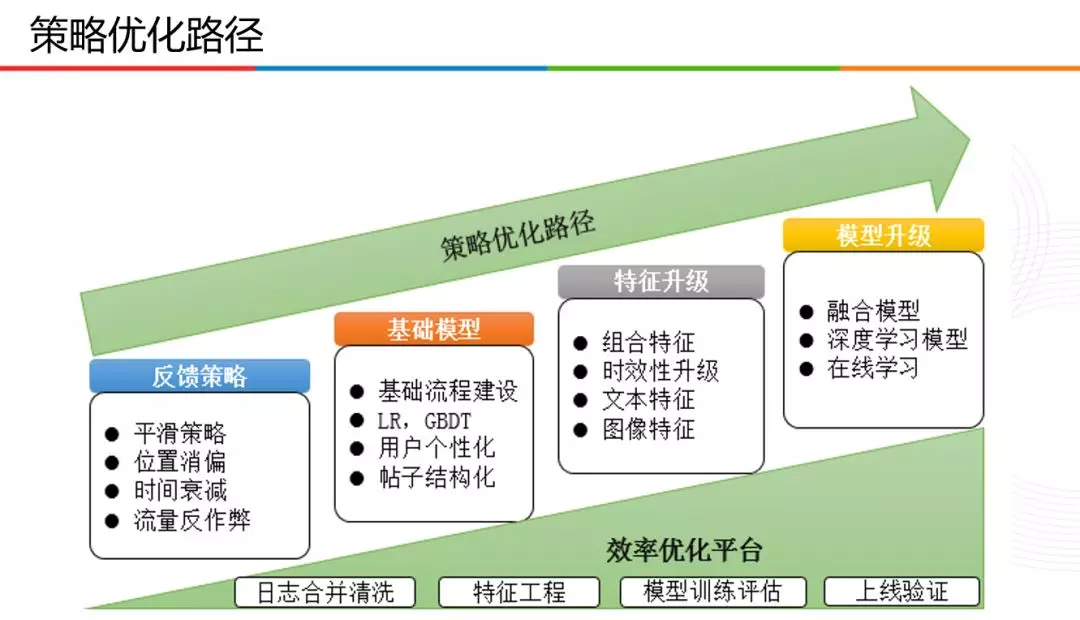 策略优化路径
策略优化路径
反馈策略
● 平滑策略
● 位置消偏
● 时间衰减
● 流量反作弊
基础模型
● 基础流程建设
● LR，GBDT
● 用户个性化
● 帖子结构化
特征升级
● 组合特征
● 时效性升级
● 文本特征
● 图像特征
模型升级
● 融合模型
● 深度学习模型
● 在线学习
效率优化平台
日志合并清洗
特征工程
模型训练评估
上线验证